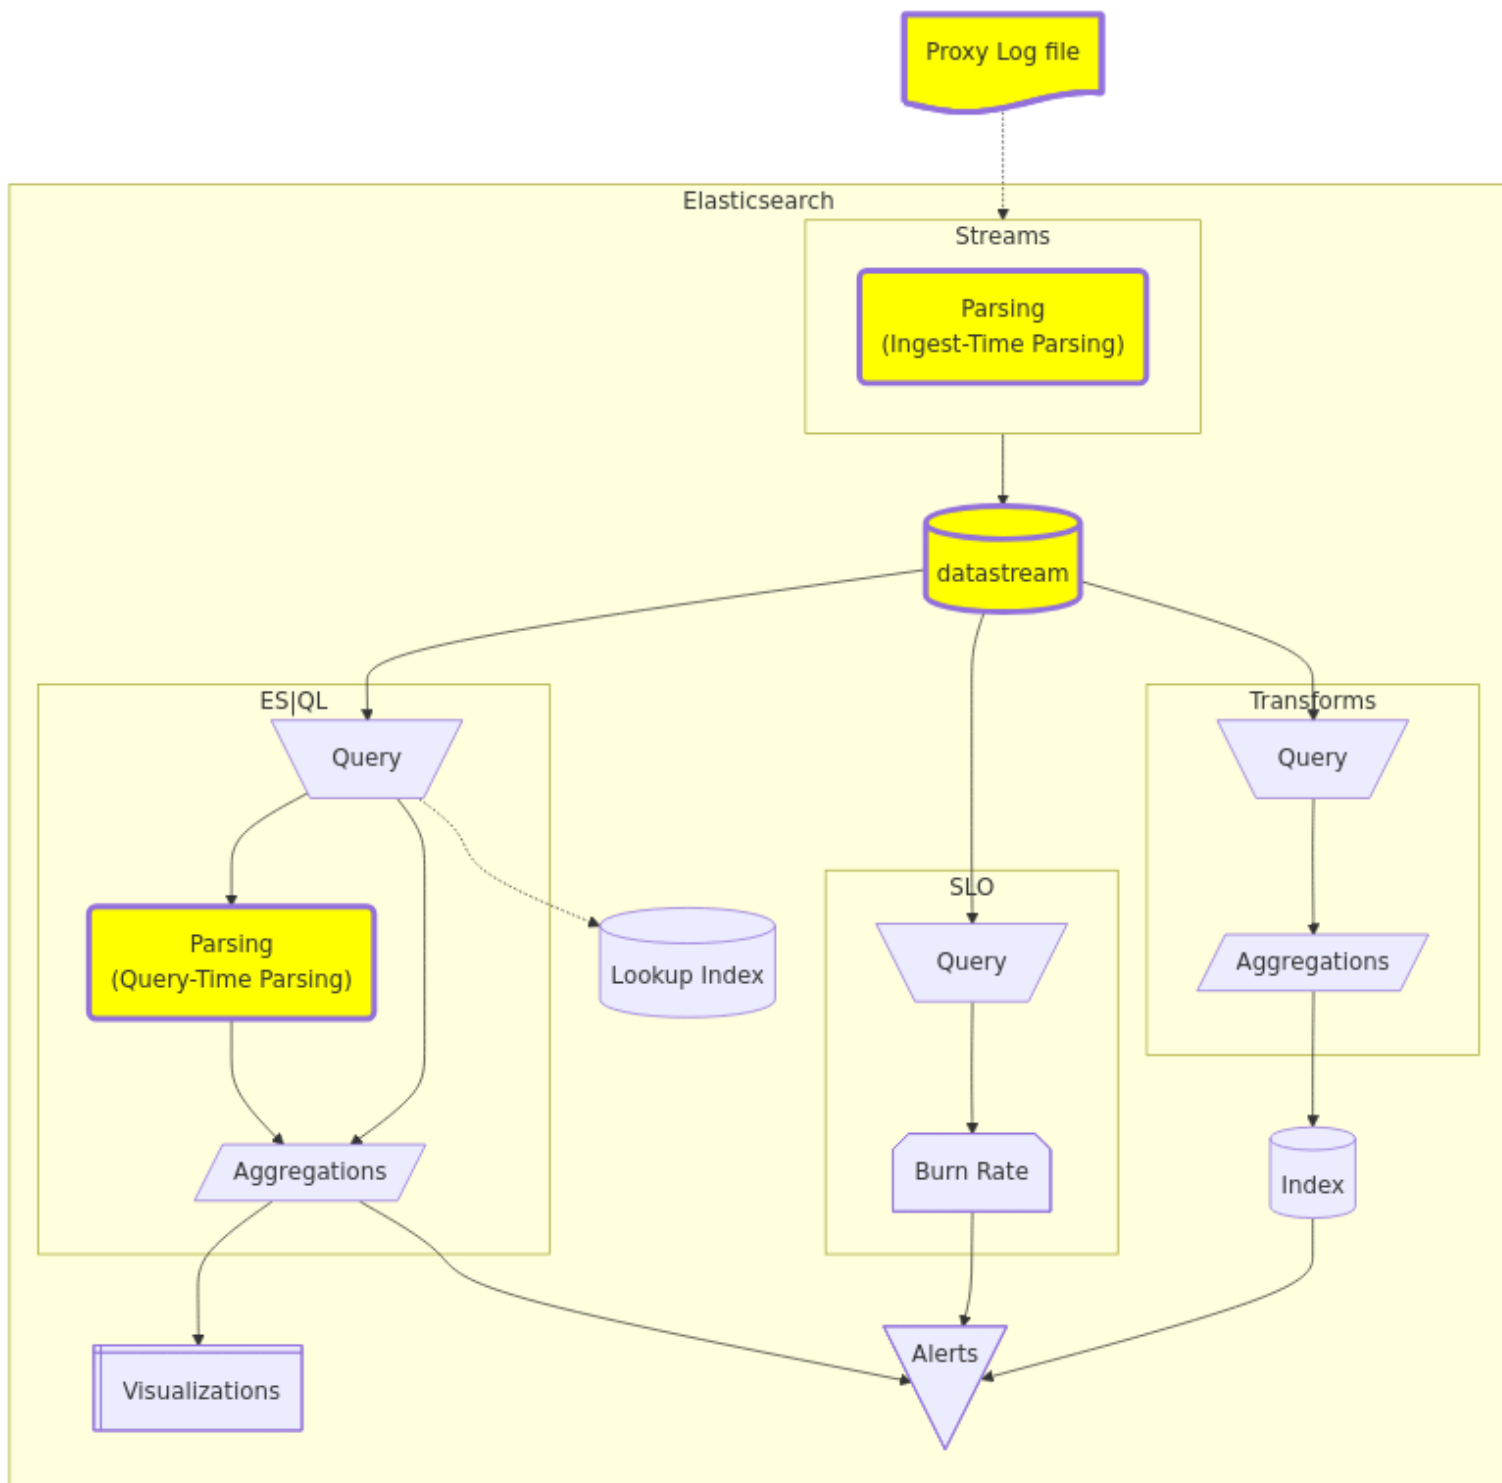 Proxy Log file
Elasticsearch
Streams
Parsing
(Ingest-Time Parsing)
datastream
ES|QL
Query
Parsing
(Query-Time Parsing)
Aggregations
Lookup Index
SLO
Query
Burn Rate
Transforms
Query
Aggregations
Index
Visualizations
Alerts